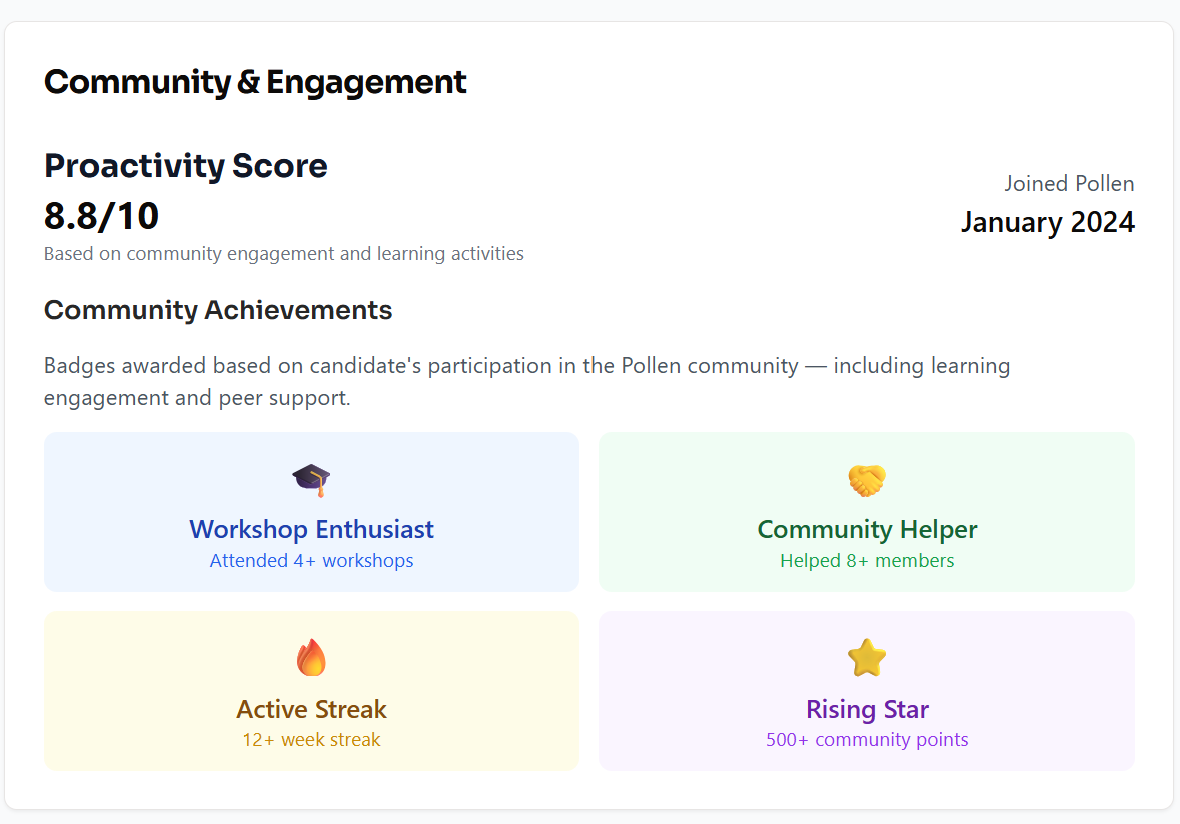 Community & Engagement
Proactivity Score
8.8/10
Based on community engagement and learning activities
Joined Pollen
January 2024
Community Achievements
Badges awarded based on candidate's participation in the Pollen community — including learning
engagement and peer support.
Workshop Enthusiast
Attended 4+ workshops
Community Helper
Helped 8+ members
Active Streak
12+ week streak
Rising Star
500+ community points